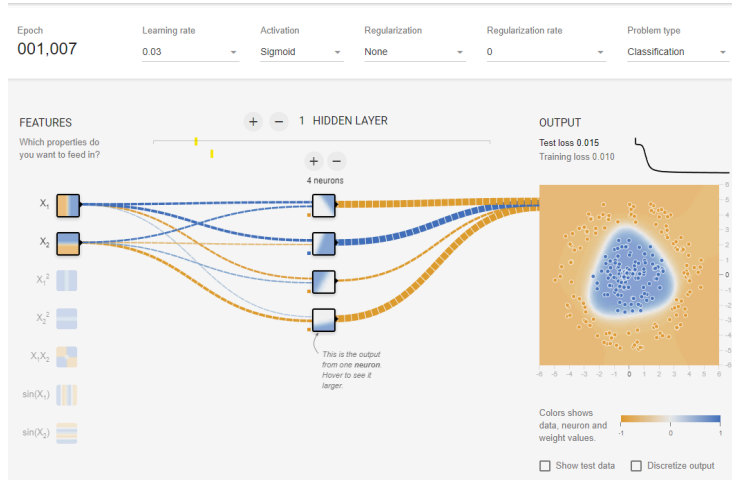 Epoch
001,007
Learning rate
0.03
Activation
Sigmoid
Regularization
None
Regularization rate
0
Problem type
Classification
FEATURES
Which properties do
you want to feed in?
+ − 1 HIDDEN LAYER
+ −
4 neurons
X1
X2
X1²
X2²
X1X2
sin(X1)
sin(X2)
This is the output
from one neuron.
Hover to see it
larger.
OUTPUT
Test loss 0.015
Training loss 0.010
6
5
4
3
2
1
0
-1
-2
-3
-4
-5
-6
-6 -5 -4 -3 -2 -1 0 1 2 3 4 5 6
Colors shows
data, neuron and
weight values.
-1 0 1
Show test data
Discretize output